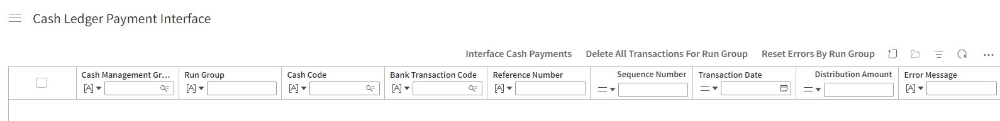 Cash Ledger Payment Interface
Interface Cash Payments Delete All Transactions For Run Group Reset Errors By Run Group
Cash Management Gr... Run Group Cash Code Bank Transaction Code Reference Number Sequence Number Transaction Date Distribution Amount Error Message
[A] [A] [A] [A] [A] [A]